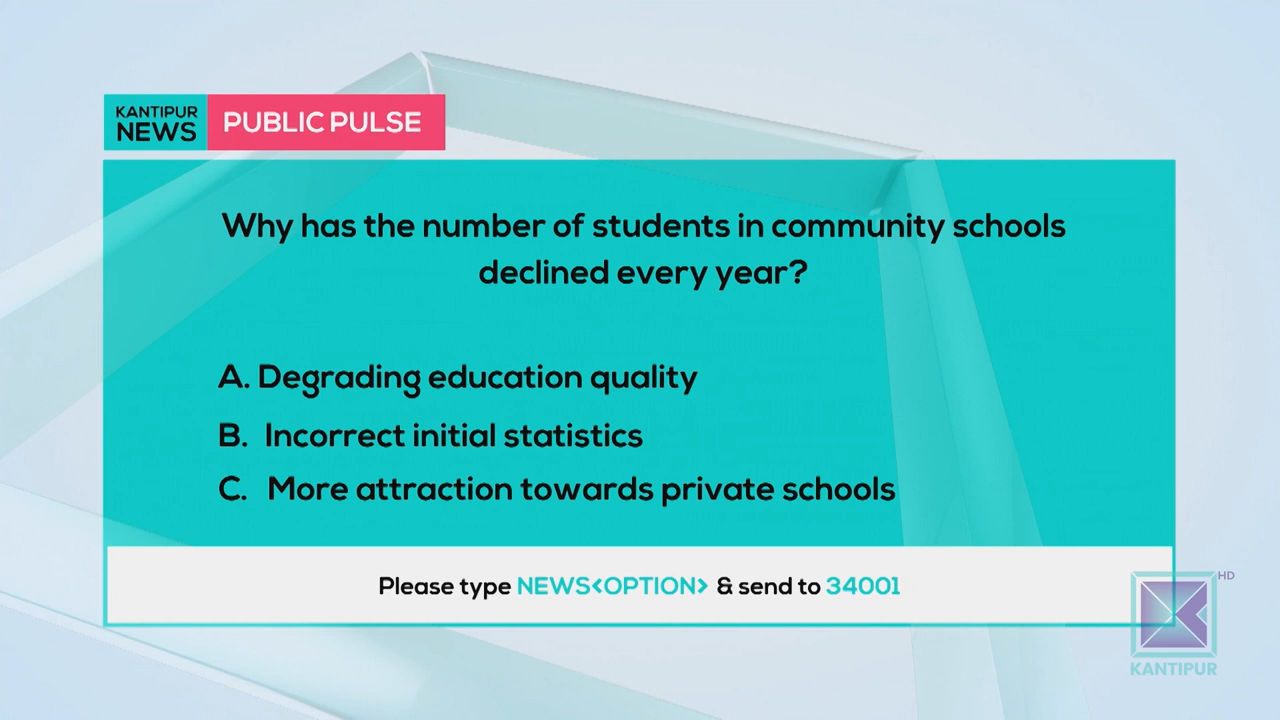 KANTIPUR
NEWS
PUBLIC PULSE
Why has the number of students in community schools
declined every year?
A. Degrading education quality
B. Incorrect initial statistics
C. More attraction towards private schools
Please type NEWS<OPTION> & send to 34001
HD
KANTIPUR